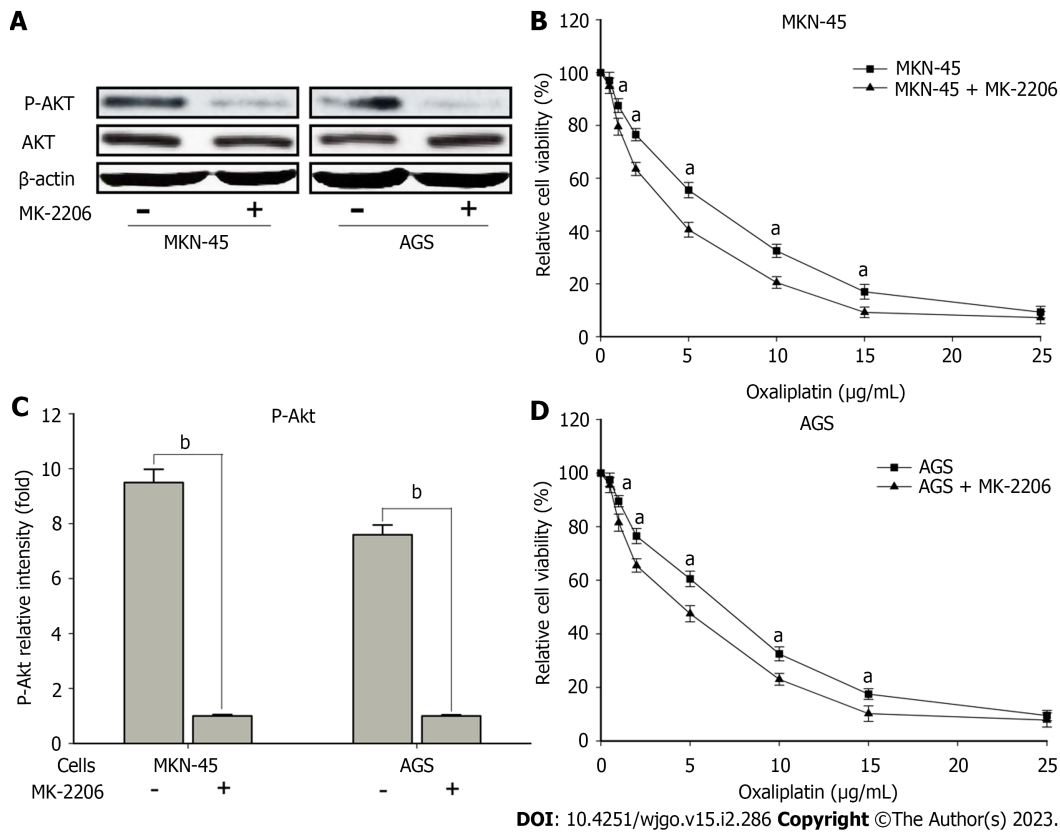 A
P-AKT
AKT
β-actin
MK-2206
- + - +
MKN-45 AGS
B
MKN-45
MKN-45
MKN-45 + MK-2206
Relative cell viability (%)
120
100
80
60
40
20
0
a
a
a
a
a
0 5 10 15 20 25
Oxaliplatin (μg/mL)
C
P-Akt
P-Akt relative intensity (fold)
12
10
8
6
4
2
0
b
b
Cells MKN-45 AGS
MK-2206 - + - +
D
AGS
AGS
AGS + MK-2206
Relative cell viability (%)
120
100
80
60
40
20
0
a
a
a
a
a
0 5 10 15 20 25
Oxaliplatin (μg/mL)
DOI: 10.4251/wjgo.v15.i2.286 Copyright ©The Author(s) 2023.